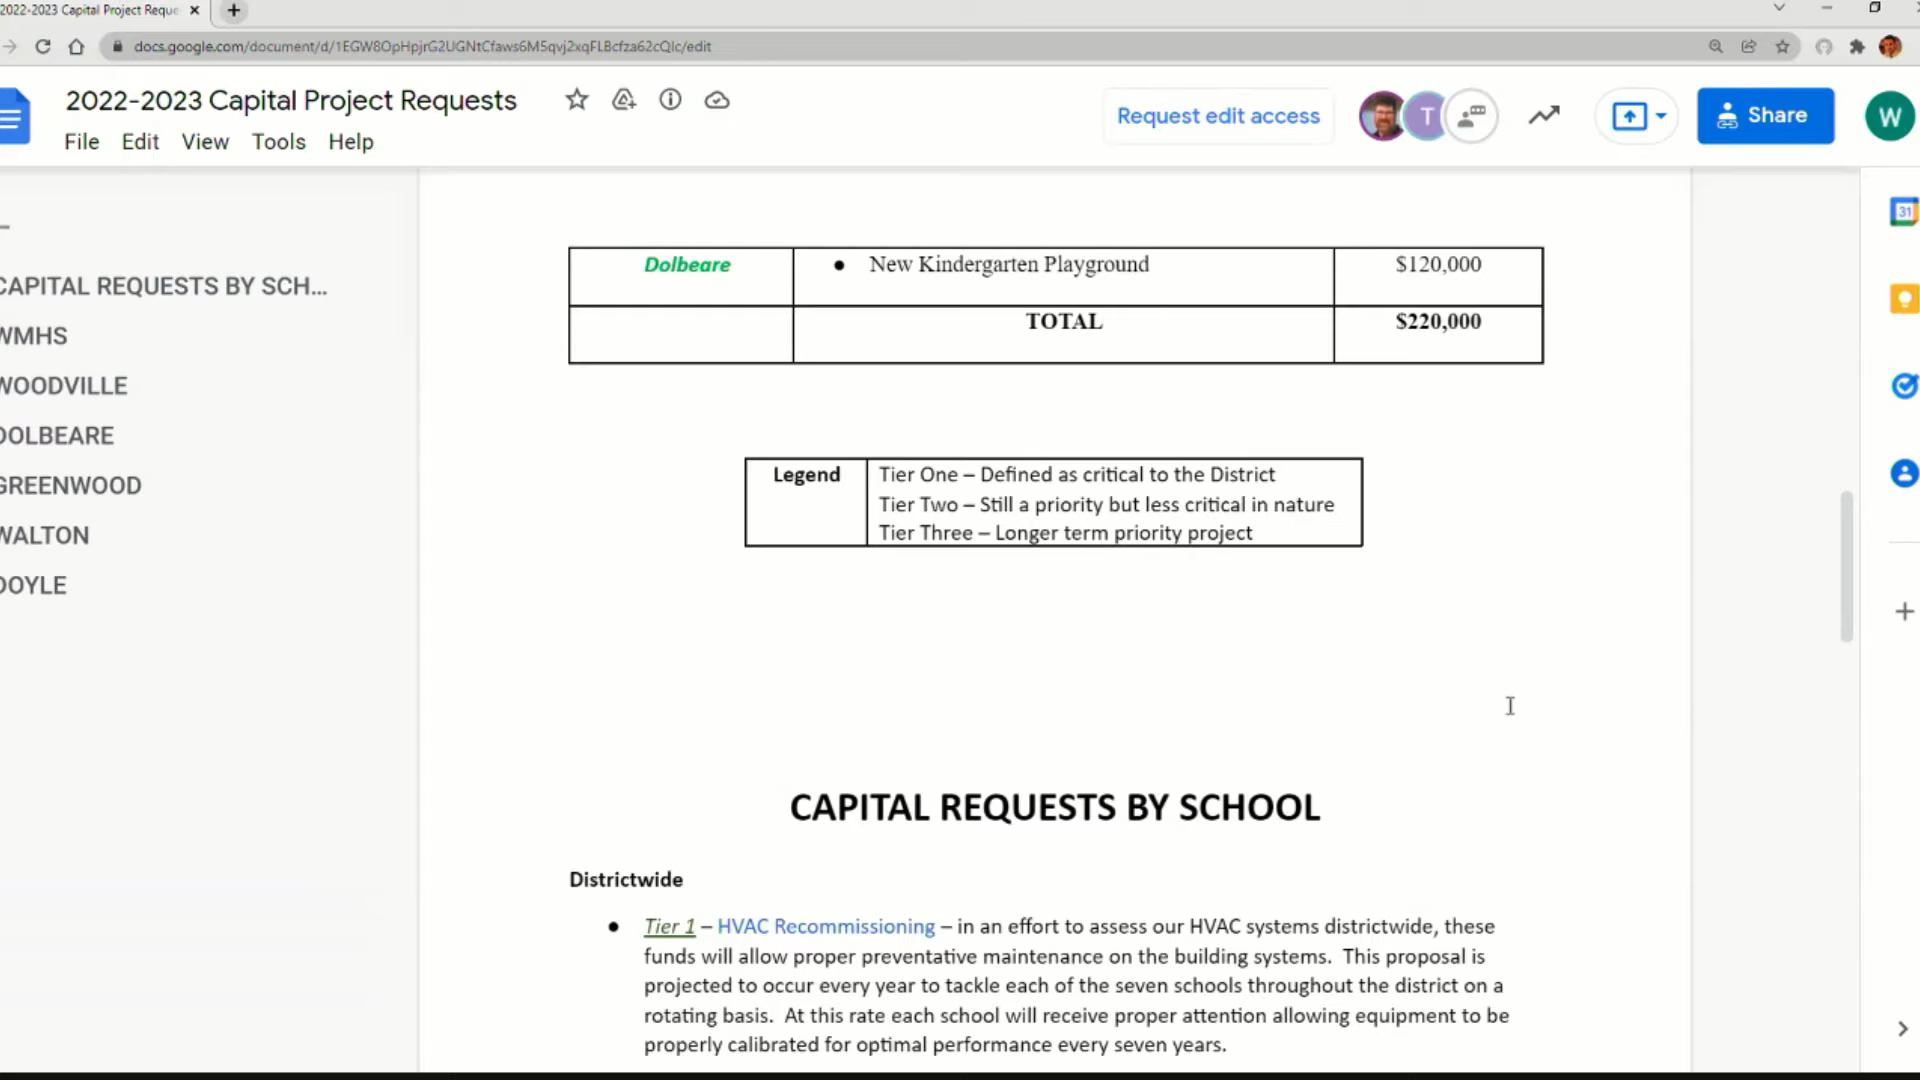 2022-2023 Capital Project Reque
docs.google.com/document/d/1EGW8OpHpjrG2UGNtCfaws6M5qvj2xqFLBcfza62cQlc/edit
2022-2023 Capital Project Requests
Request edit access
T
Share
W
File Edit View Tools Help
31
CAPITAL REQUESTS BY SCH...
WMHS
WOODVILLE
DOLBEARE
GREENWOOD
WALTON
DOYLE
Dolbeare ● New Kindergarten Playground $120,000
TOTAL $220,000
Legend Tier One – Defined as critical to the District
Tier Two – Still a priority but less critical in nature
Tier Three – Longer term priority project
CAPITAL REQUESTS BY SCHOOL
Districtwide
● Tier 1 – HVAC Recommissioning – in an effort to assess our HVAC systems districtwide, these
funds will allow proper preventative maintenance on the building systems. This proposal is
projected to occur every year to tackle each of the seven schools throughout the district on a
rotating basis. At this rate each school will receive proper attention allowing equipment to be
properly calibrated for optimal performance every seven years.